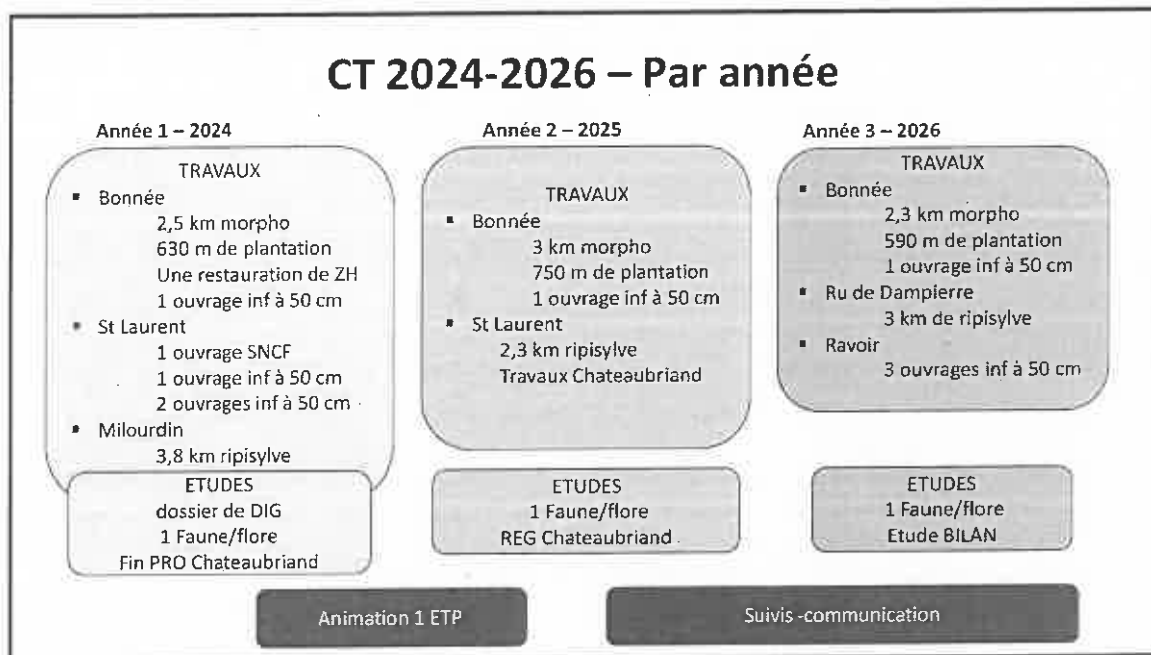 CT 2024-2026 – Par année
Année 1 – 2024
TRAVAUX
▪ Bonnée
2,5 km morpho
630 m de plantation
Une restauration de ZH
1 ouvrage inf à 50 cm
▪ St Laurent
1 ouvrage SNCF
1 ouvrage inf à 50 cm
2 ouvrages inf à 50 cm
▪ Milourdin
3,8 km ripisylve
ETUDES
dossier de DIG
1 Faune/flore
Fin PRO Chateaubriand
Année 2 – 2025
TRAVAUX
▪ Bonnée
3 km morpho
750 m de plantation
1 ouvrage inf à 50 cm
▪ St Laurent
2,3 km ripisylve
Travaux Chateaubriand
ETUDES
1 Faune/flore
REG Chateaubriand
Année 3 – 2026
TRAVAUX
▪ Bonnée
2,3 km morpho
590 m de plantation
1 ouvrage inf à 50 cm
▪ Ru de Dampierre
3 km de ripisylve
▪ Ravoir
3 ouvrages inf à 50 cm
ETUDES
1 Faune/flore
Etude BILAN
Animation 1 ETP
Suivis -communication